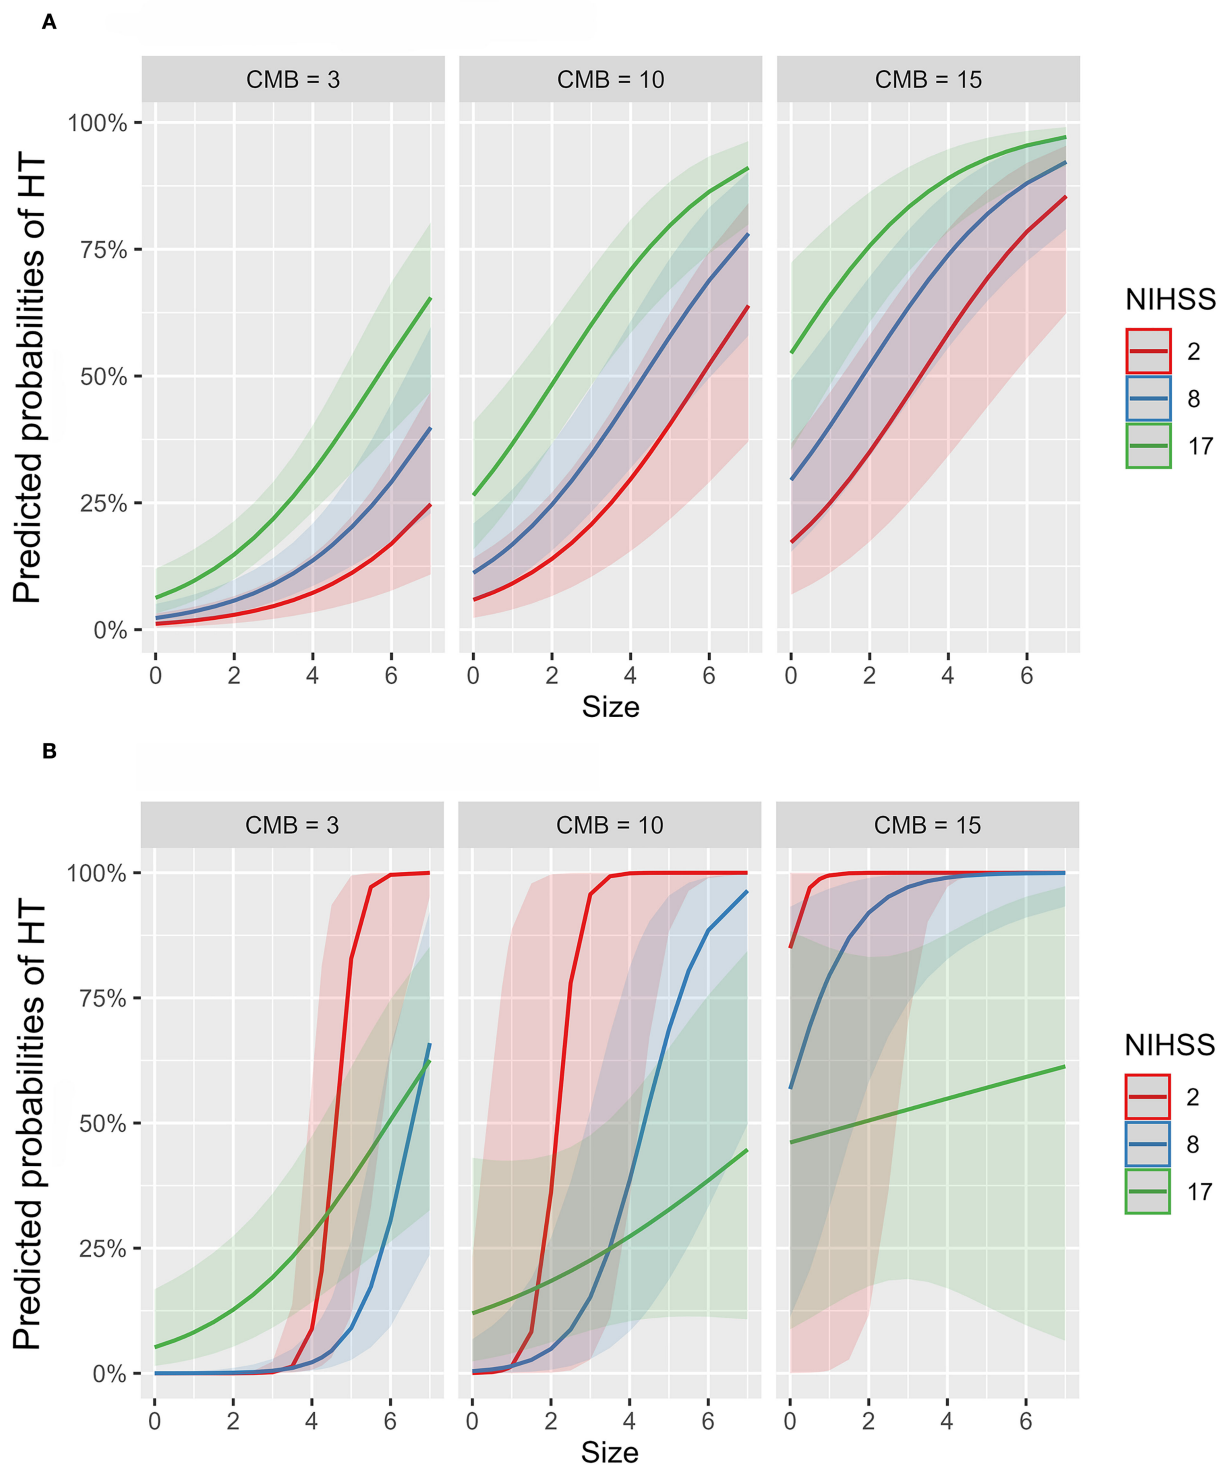 A
CMB = 3
CMB = 10
CMB = 15
Predicted probabilities of HT
100%
75%
50%
25%
0%
0 2 4 6
0 2 4 6
0 2 4 6
Size
NIHSS
2
8
17
B
CMB = 3
CMB = 10
CMB = 15
Predicted probabilities of HT
100%
75%
50%
25%
0%
0 2 4 6
0 2 4 6
0 2 4 6
Size
NIHSS
2
8
17